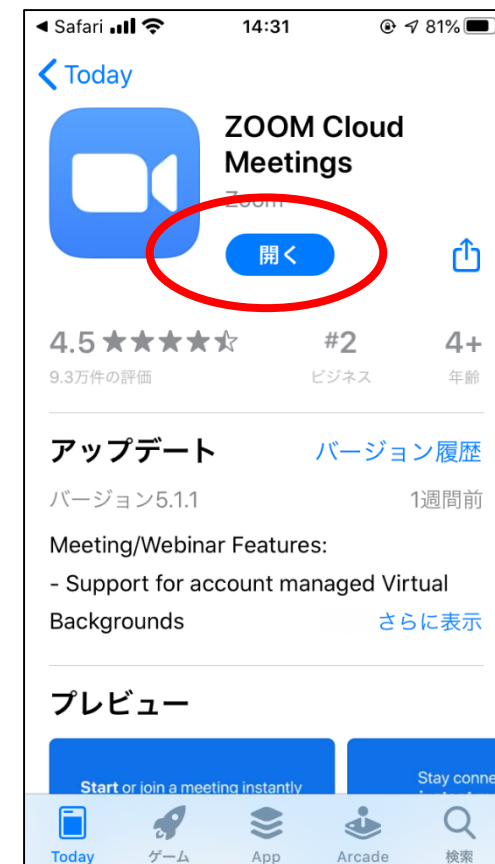 Safari 14:31 81%
Today
ZOOM Cloud
Meetings
Zoom
開く
4.5 #2 4+
9.3万件の評価 ビジネス 年齢
アップデート バージョン履歴
バージョン5.1.1 1週間前
Meeting/Webinar Features:
- Support for account managed Virtual
Backgrounds さらに表示
プレビュー
Start or join a meeting instantly Stay conne
Today ゲーム App Arcade 検索